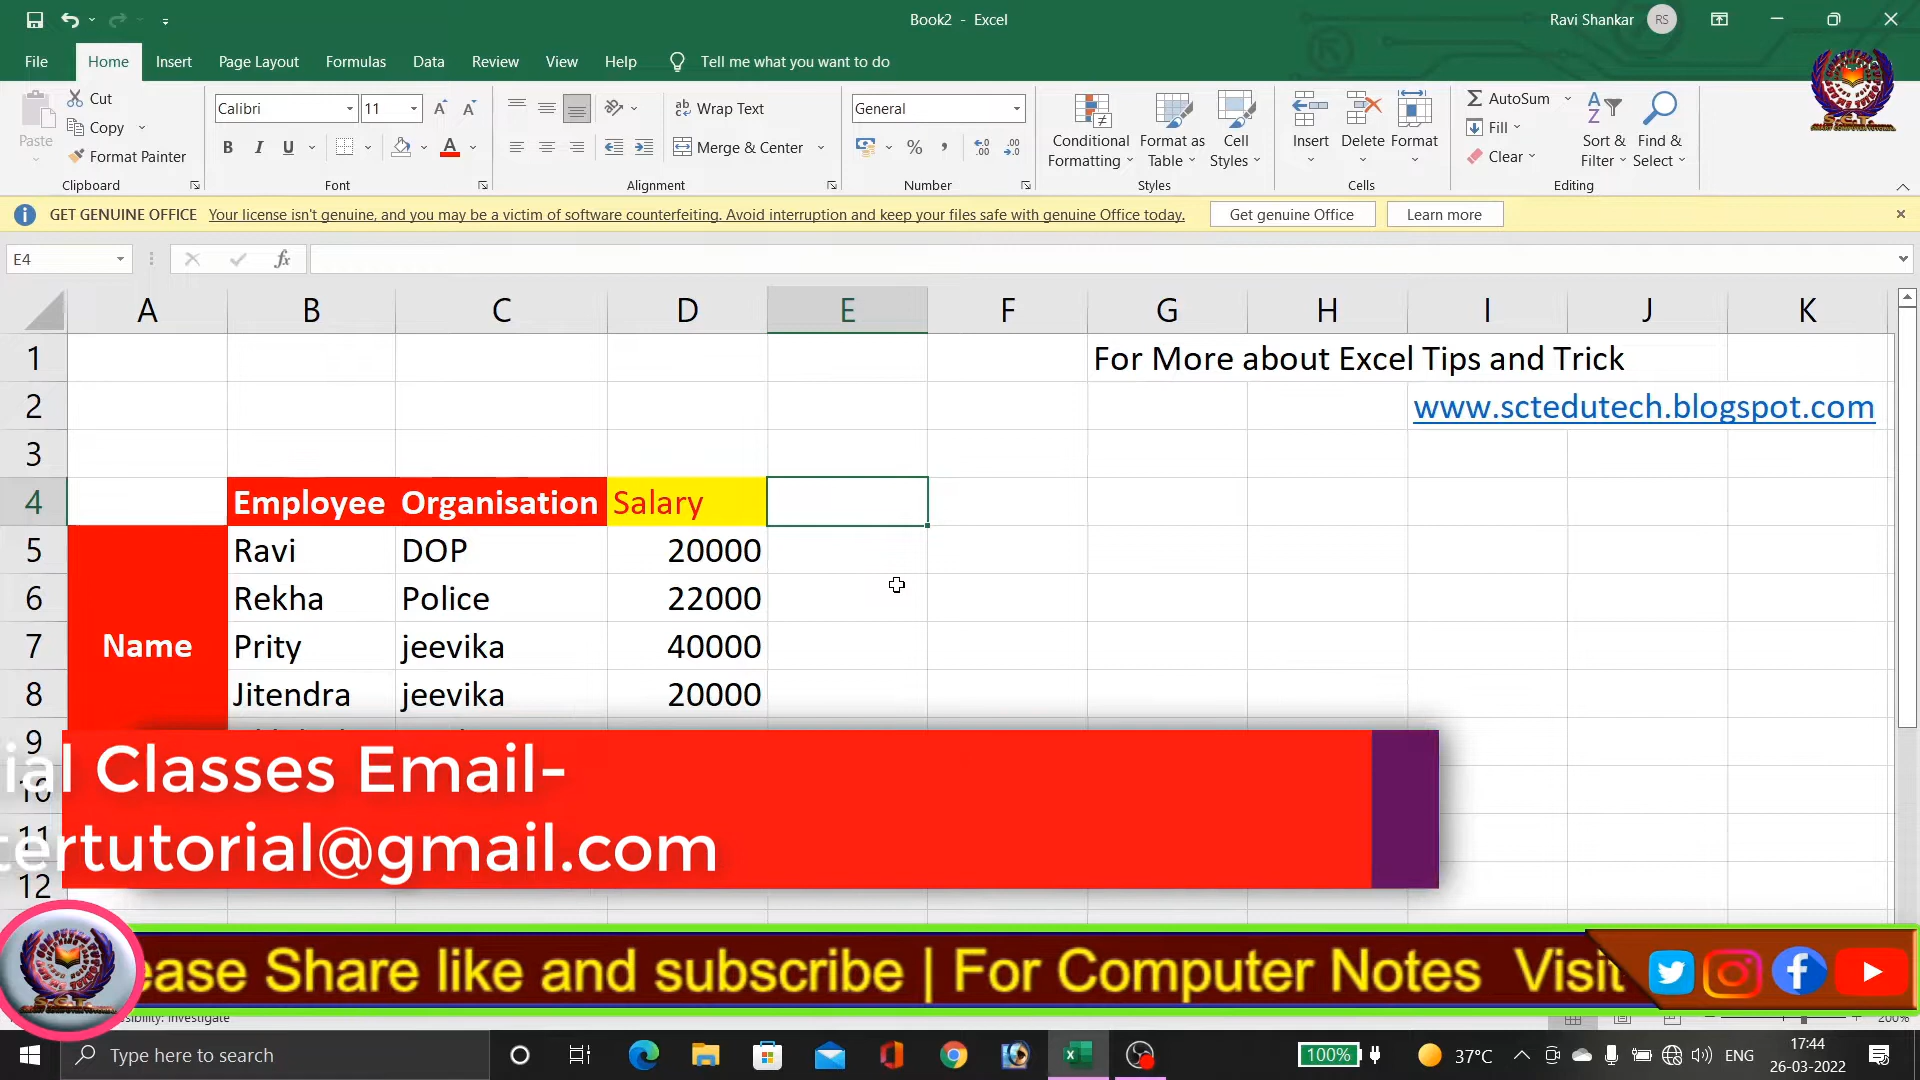 Book2 - Excel
Ravi Shankar
RS
File
Home
Insert
Page Layout
Formulas
Data
Review
View
Help
Tell me what you want to do
Paste
Cut
Copy
Format Painter
Clipboard
Calibri
11
B I U
Font
Wrap Text
Merge & Center
Alignment
General
% ,
Number
Conditional Formatting
Format as Table
Cell Styles
Styles
Insert
Delete
Format
Cells
AutoSum
Fill
Clear
Sort & Filter
Find & Select
Editing
GET GENUINE OFFICE
Your license isn't genuine, and you may be a victim of software counterfeiting. Avoid interruption and keep your files safe with genuine Office today.
Get genuine Office
Learn more
E4
fx
A B C D E F G H I J K
1 For More about Excel Tips and Trick
2 www.sctedutech.blogspot.com
3
4 Employee Organisation Salary
5 Ravi DOP 20000
6 Rekha Police 22000
7 Name Prity jeevika 40000
8 Jitendra jeevika 20000
9
10
11
12
ial Classes Email-
tertutorial@gmail.com
ease Share like and subscribe | For Computer Notes Visit
S.C.T.
200%
Type here to search
100%
37°C
ENG
17:44
26-03-2022